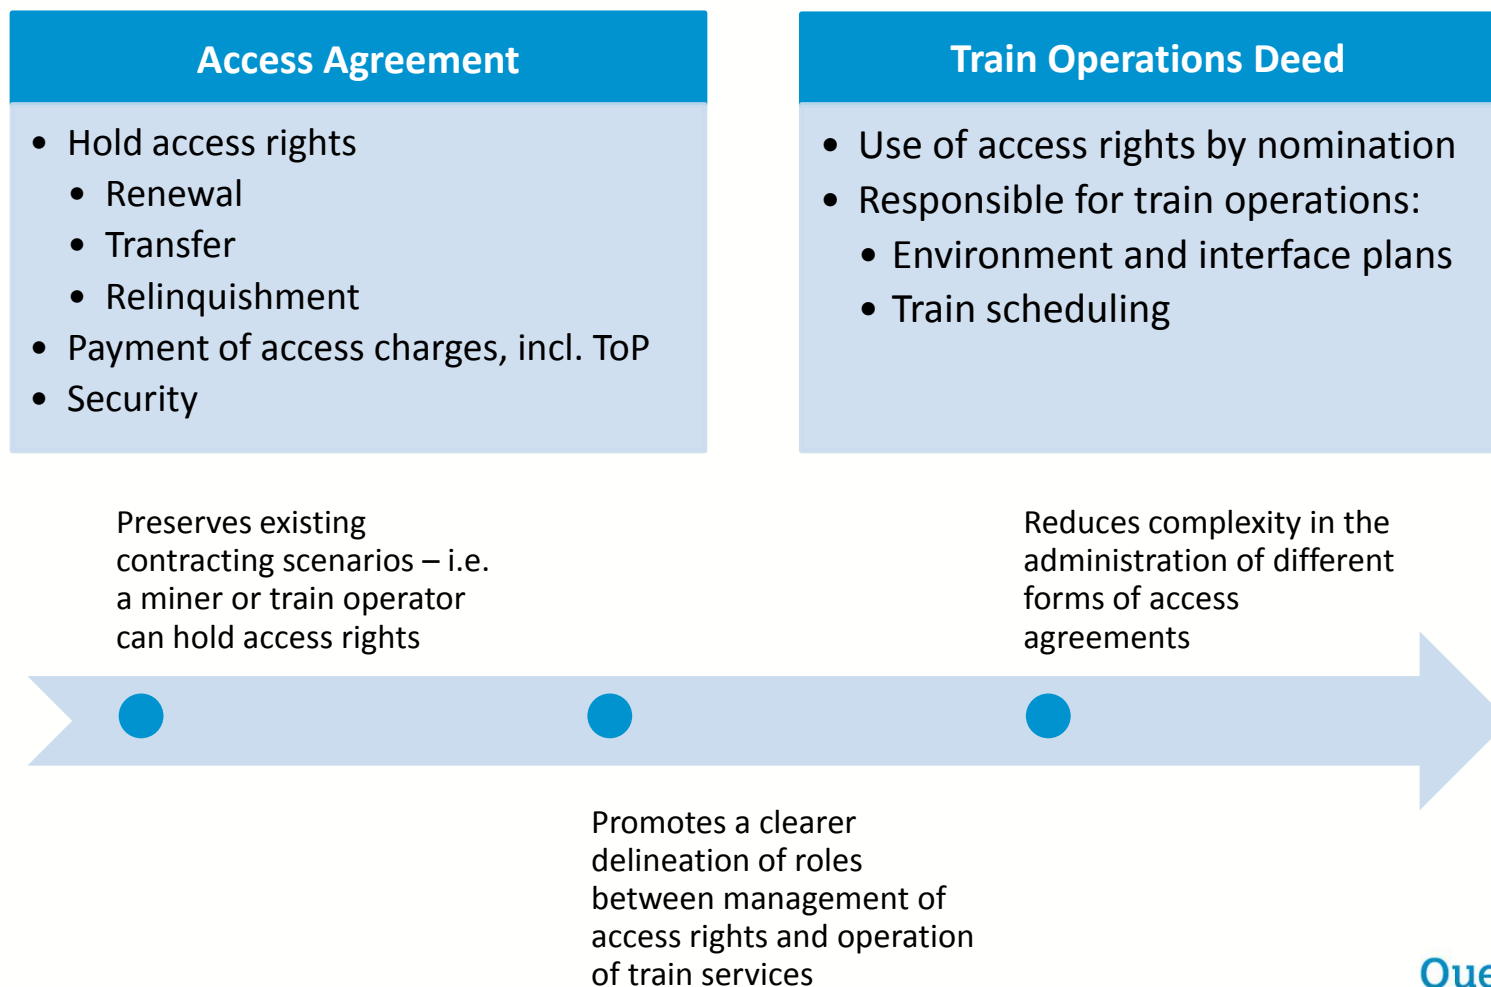 Access Agreement
• Hold access rights
• Renewal
• Transfer
• Relinquishment
• Payment of access charges, incl. ToP
• Security
Train Operations Deed
• Use of access rights by nomination
• Responsible for train operations:
• Environment and interface plans
• Train scheduling
Preserves existing
contracting scenarios – i.e.
a miner or train operator
can hold access rights
Promotes a clearer
delineation of roles
between management of
access rights and operation
of train services
Reduces complexity in the
administration of different
forms of access
agreements